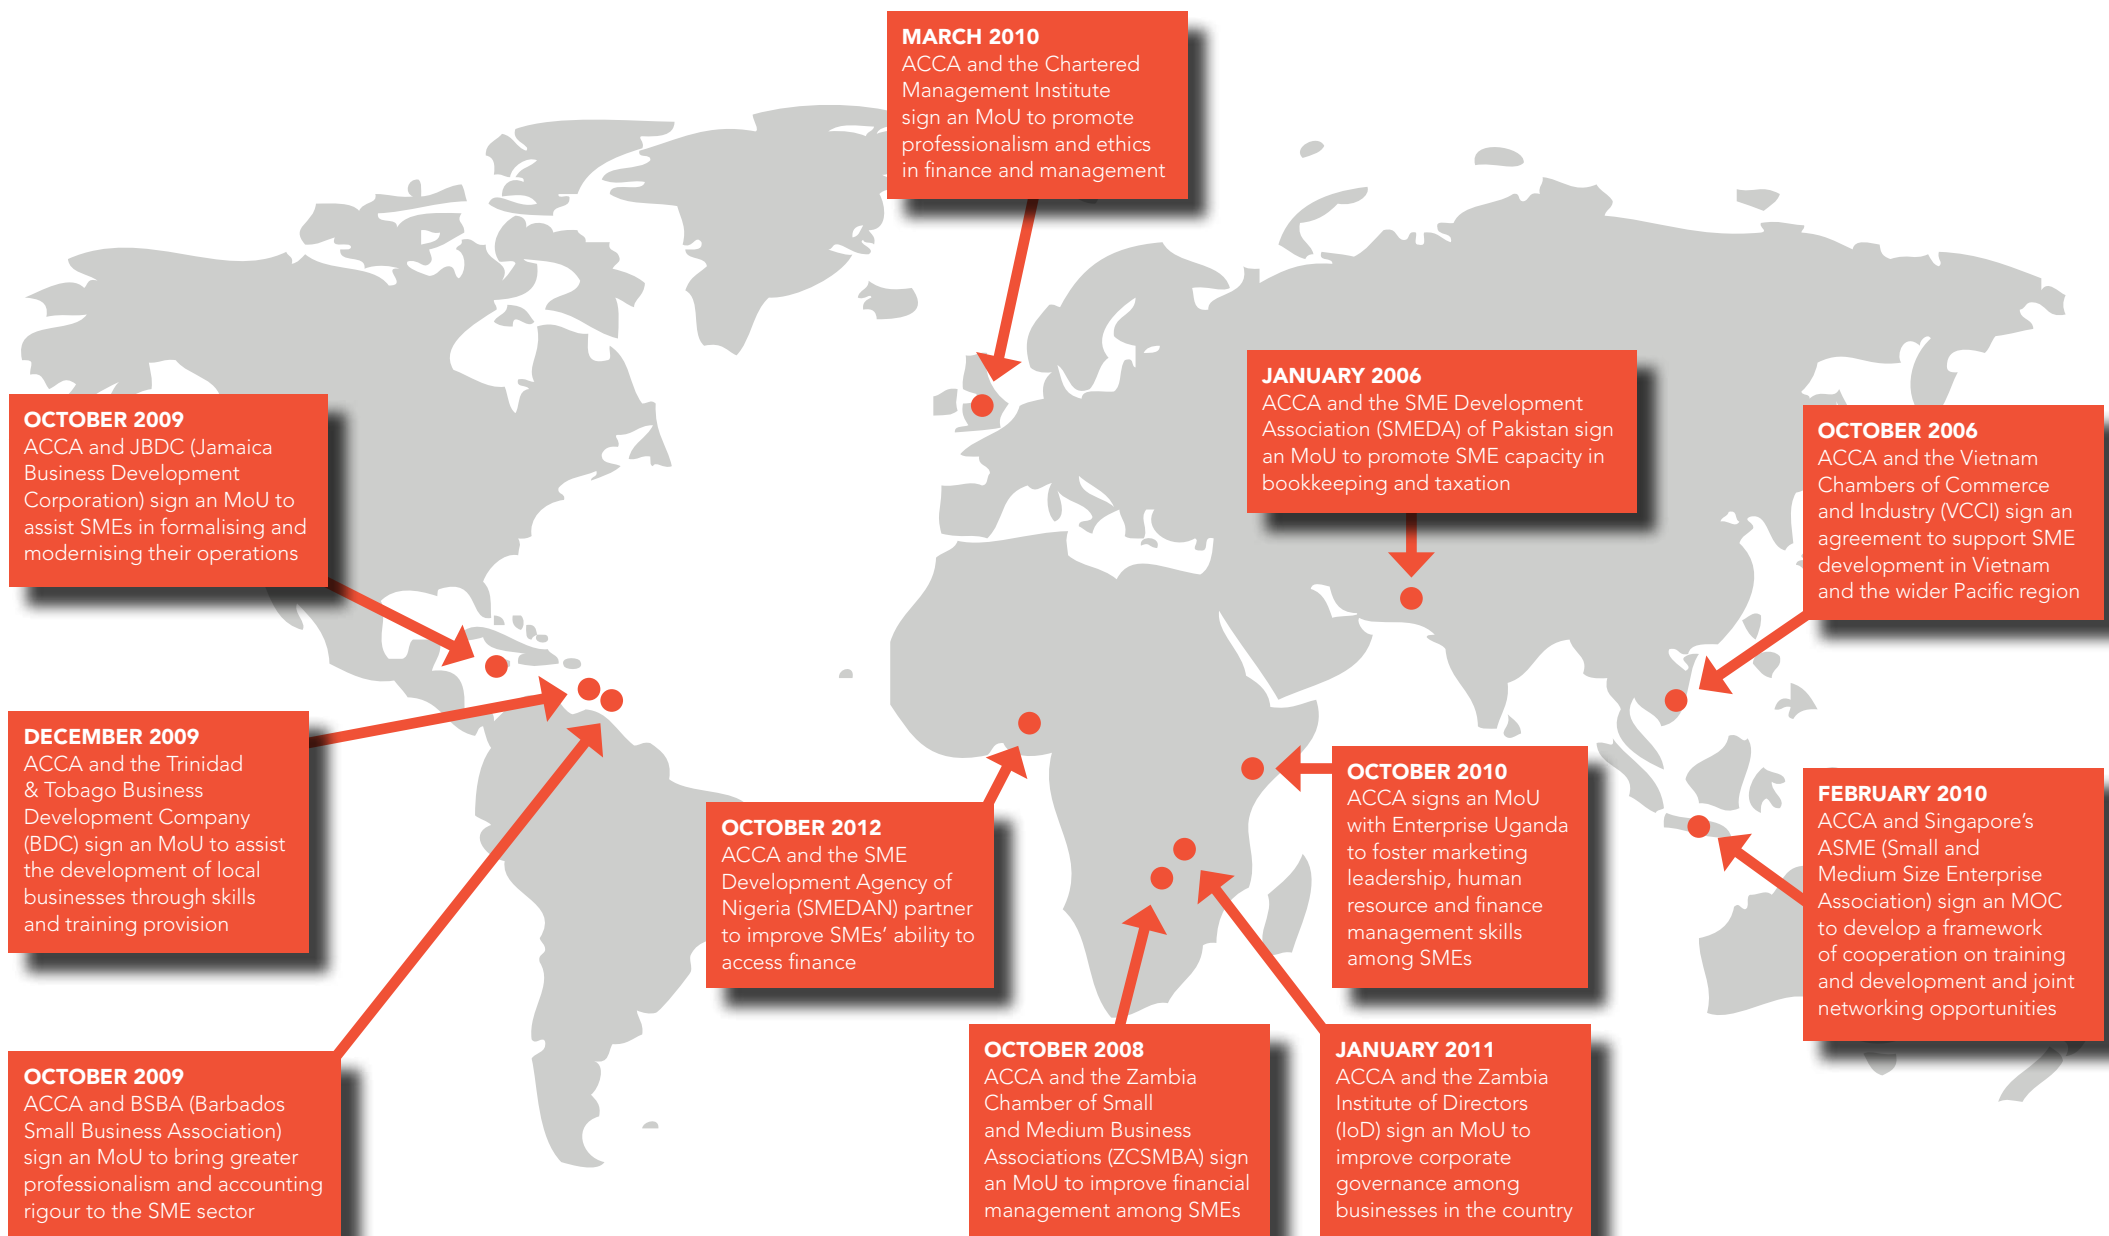 MARCH 2010
ACCA and the Chartered
Management Institute
sign an MoU to promote
professionalism and ethics
in finance and management
JANUARY 2006
ACCA and the SME Development
Association (SMEDA) of Pakistan sign
an MoU to promote SME capacity in
bookkeeping and taxation
OCTOBER 2009
ACCA and JBDC (Jamaica
Business Development
Corporation) sign an MoU to
assist SMEs in formalising and
modernising their operations
OCTOBER 2006
ACCA and the Vietnam
Chambers of Commerce
and Industry (VCCI) sign an
agreement to support SME
development in Vietnam
and the wider Pacific region
DECEMBER 2009
ACCA and the Trinidad
& Tobago Business
Development Company
(BDC) sign an MoU to assist
the development of local
businesses through skills
and training provision
OCTOBER 2012
ACCA and the SME
Development Agency of
Nigeria (SMEDAN) partner
to improve SMEs' ability to
access finance
OCTOBER 2010
ACCA signs an MoU
with Enterprise Uganda
to foster marketing
leadership, human
resource and finance
management skills
among SMEs
FEBRUARY 2010
ACCA and Singapore's
ASME (Small and
Medium Size Enterprise
Association) sign an MOC
to develop a framework
of cooperation on training
and development and joint
networking opportunities
OCTOBER 2009
ACCA and BSBA (Barbados
Small Business Association)
sign an MoU to bring greater
professionalism and accounting
rigour to the SME sector
OCTOBER 2008
ACCA and the Zambia
Chamber of Small
and Medium Business
Associations (ZCSMBA) sign
an MoU to improve financial
management among SMEs
JANUARY 2011
ACCA and the Zambia
Institute of Directors
(IoD) sign an MoU to
improve corporate
governance among
businesses in the country